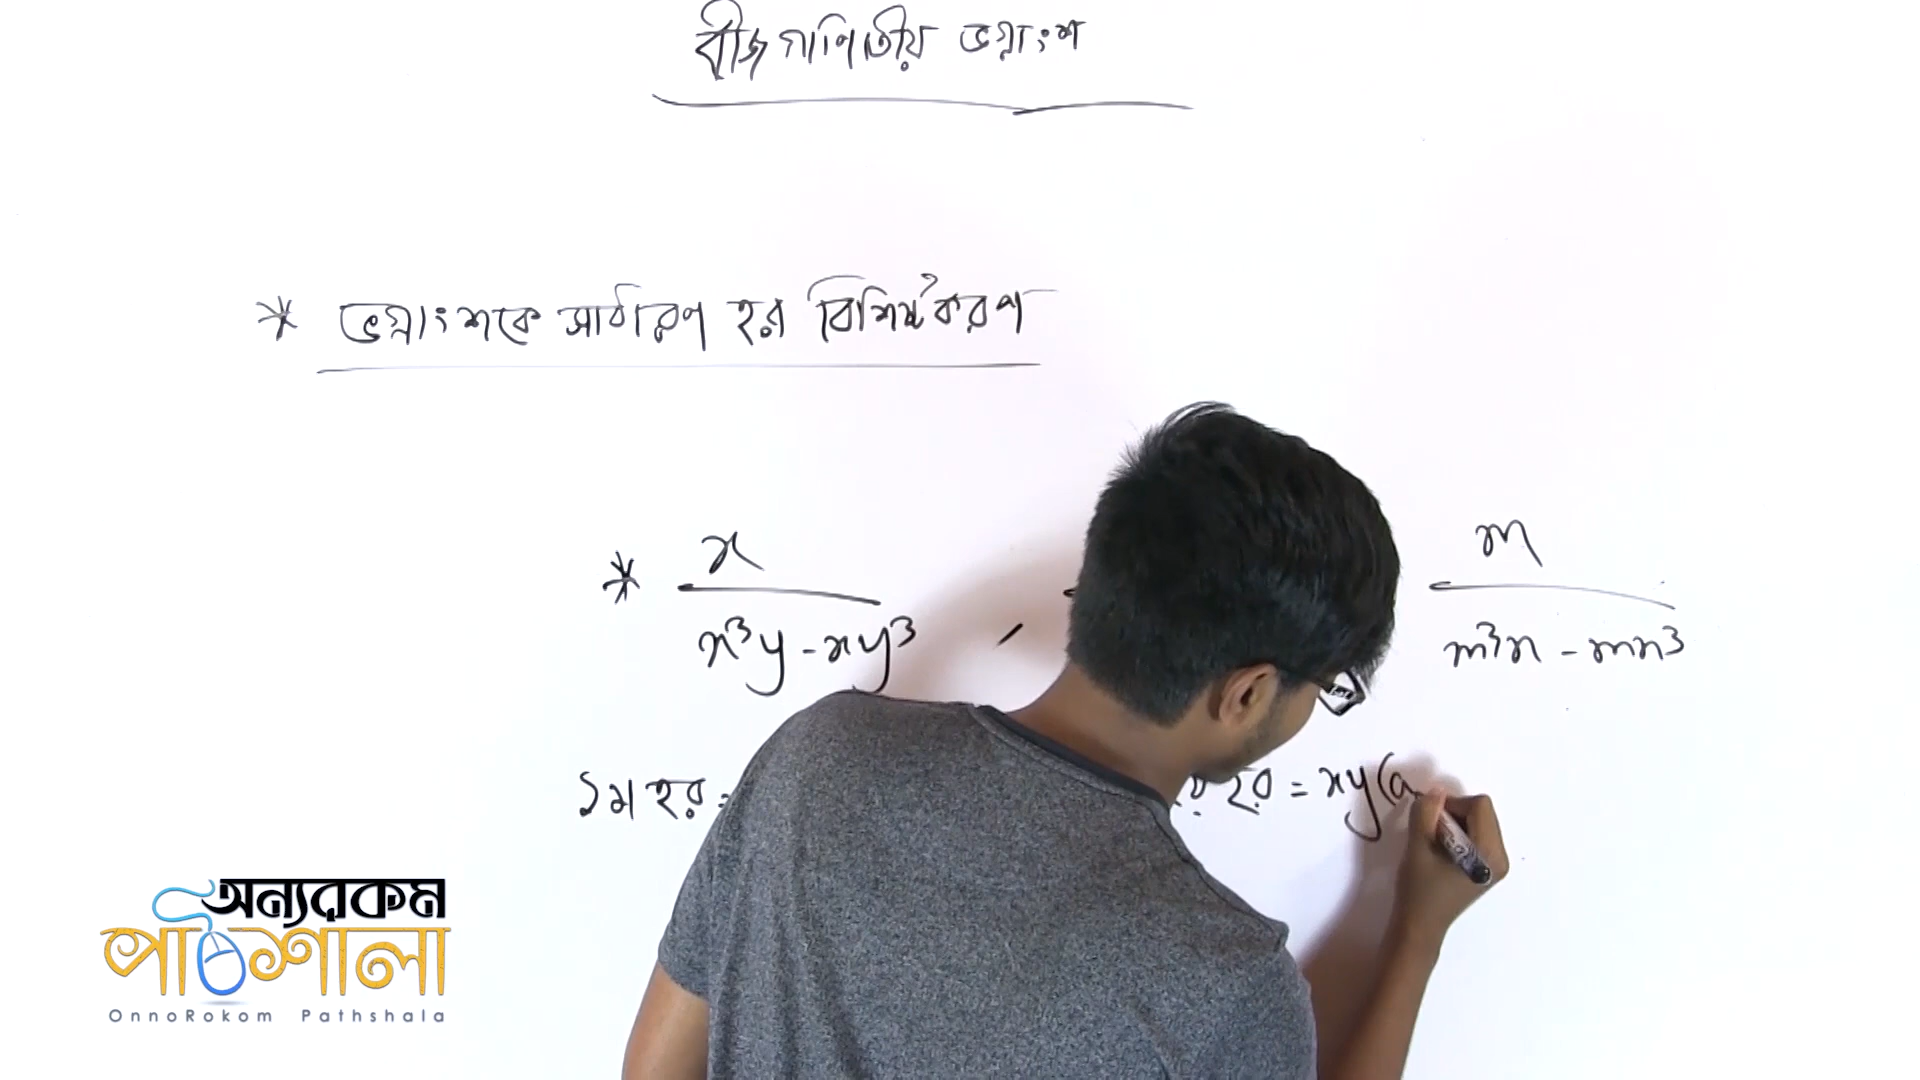 বীজগাণিতীয় ভগ্নাংশ
* ভগ্নাংশকে সাধারণ হর বিশিষ্টকরণ
* x / x³y - xy³ , m / m³n - mn³
১ম হর = হর = xy(a
অন্যরকম
পাঠশালা
OnnoRokom Pathshala